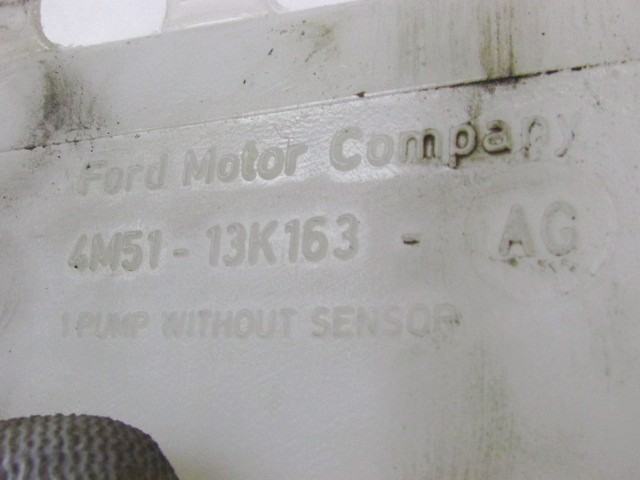 Ford Motor Company
4M51 - 13K163 - AG
1 PUMP WITHOUT SENSOR